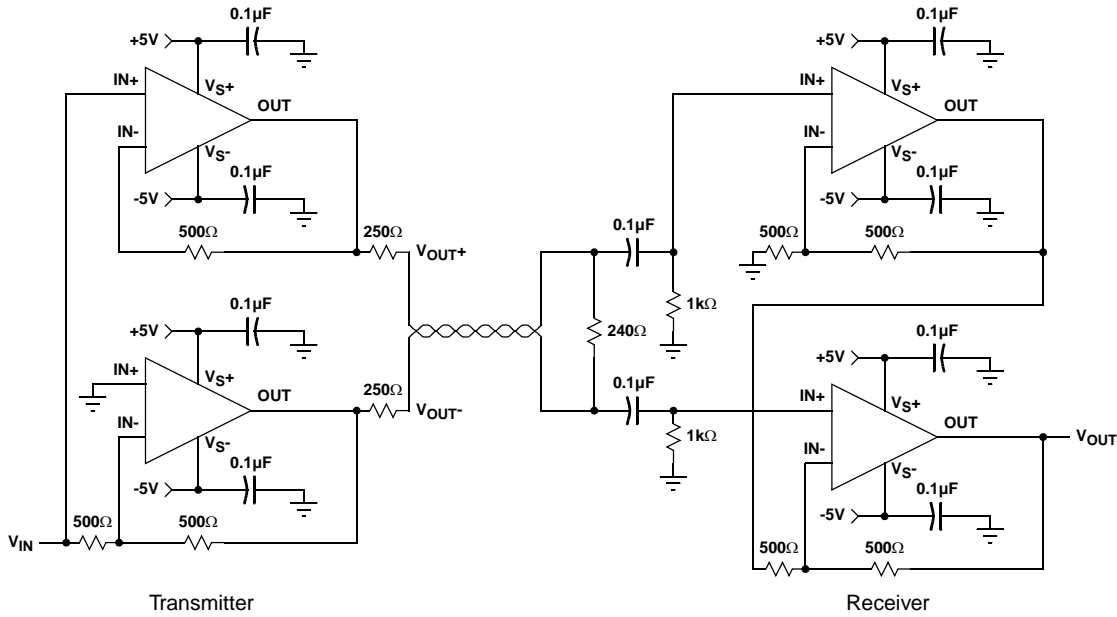 0.1µF
+5V
IN+
VS+
OUT
IN-
VS-
0.1µF
-5V
500Ω
250Ω
VOUT+
0.1µF
+5V
IN+
VS+
OUT
250Ω
VOUT-
IN-
VS-
0.1µF
-5V
500Ω
500Ω
VIN
Transmitter
0.1µF
1kΩ
240Ω
0.1µF
1kΩ
0.1µF
+5V
IN+
VS+
OUT
IN-
VS-
0.1µF
-5V
500Ω
500Ω
0.1µF
+5V
IN+
VS+
OUT
VOUT
IN-
VS-
0.1µF
-5V
500Ω
500Ω
Receiver